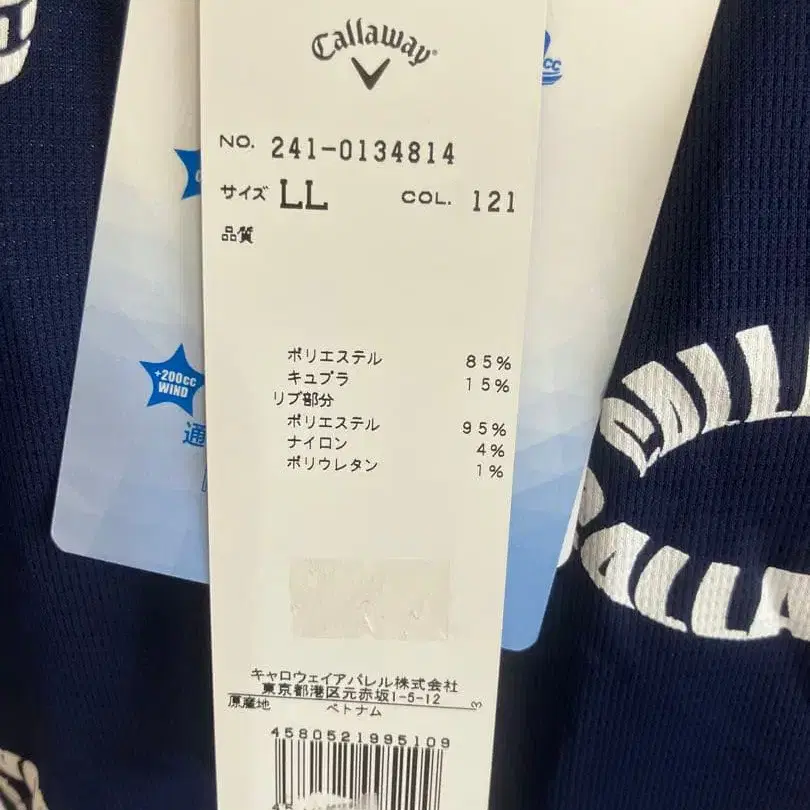 Callaway
NO. 241-0134814
サイズ LL COL. 121
品質
ポリエステル 85%
キュプラ 15%
リブ部分
ポリエステル 95%
ナイロン 4%
ポリウレタン 1%
キャロウェイアパレル株式会社
東京都港区元赤坂1-5-12
原産地 ベトナム
4580521995109
+200cc
WIND
通
cc
CALLA